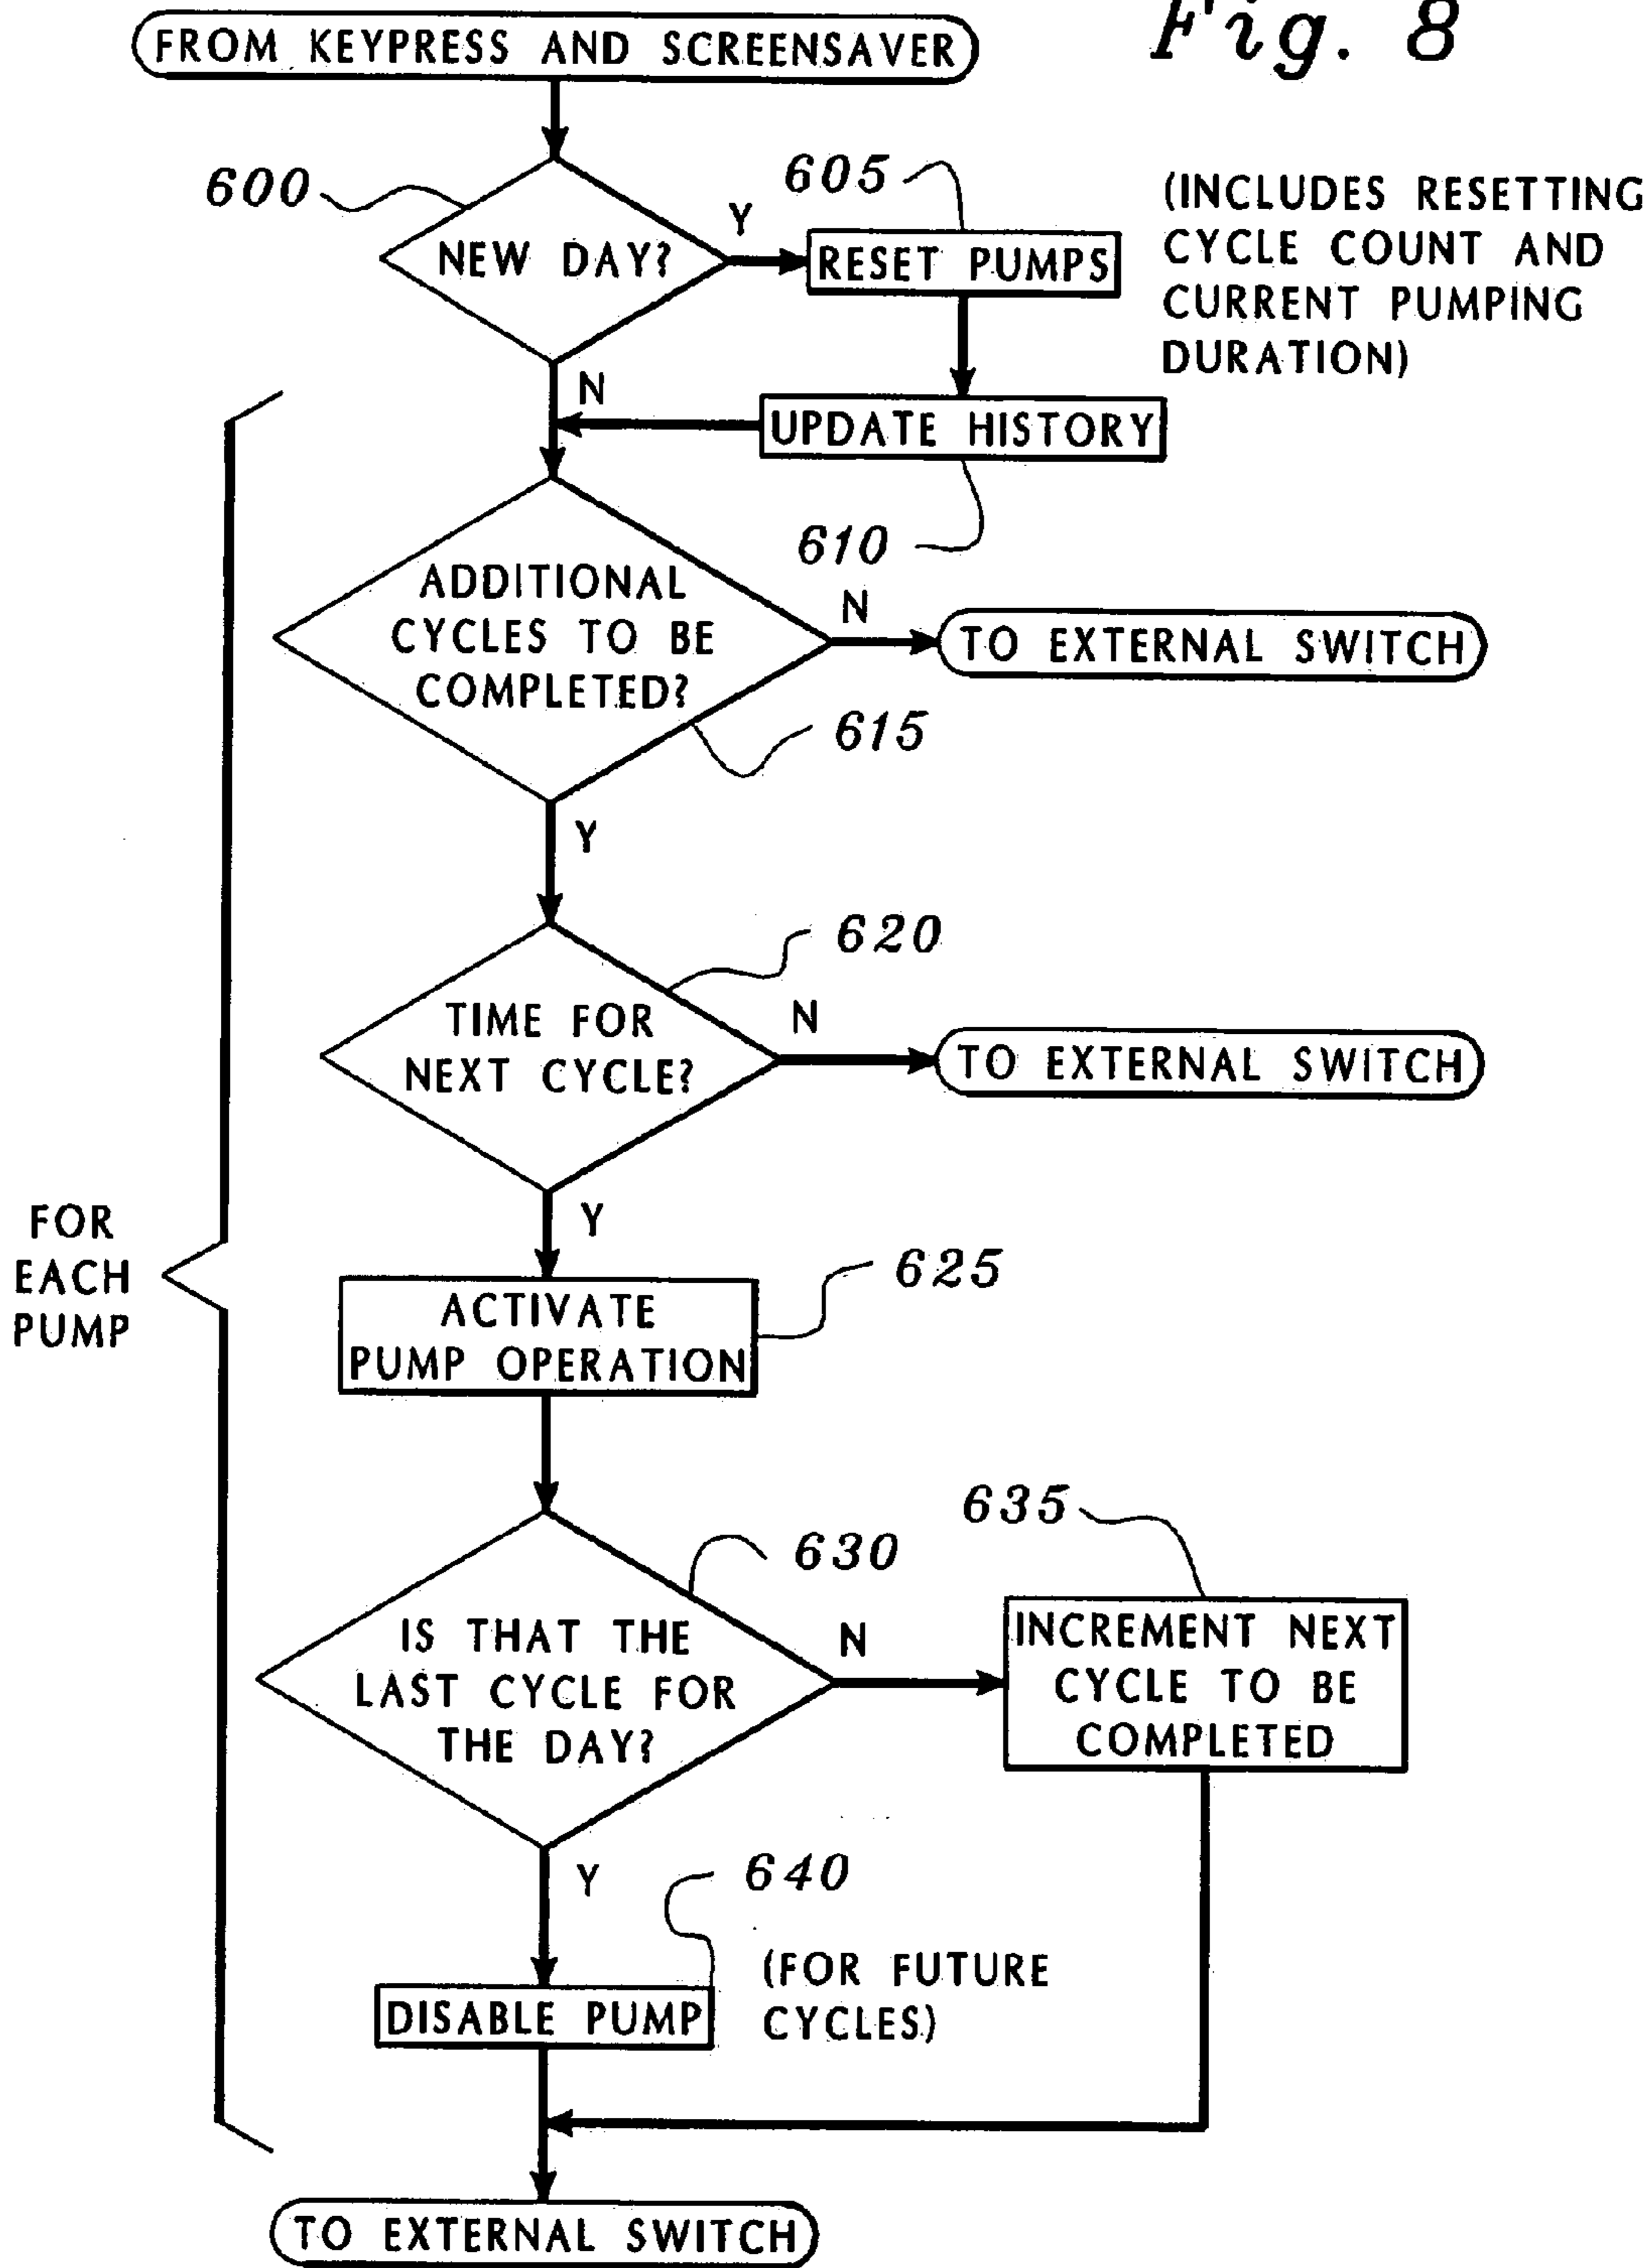 Fig. 8
FROM KEYPRESS AND SCREENSAVER
600
NEW DAY?
Y
605
RESET PUMPS
(INCLUDES RESETTING
CYCLE COUNT AND
CURRENT PUMPING
DURATION)
N
UPDATE HISTORY
610
ADDITIONAL
CYCLES TO BE
COMPLETED?
N
TO EXTERNAL SWITCH
615
Y
620
TIME FOR
NEXT CYCLE?
N
TO EXTERNAL SWITCH
Y
FOR
EACH
PUMP
625
ACTIVATE
PUMP OPERATION
630
IS THAT THE
LAST CYCLE FOR
THE DAY?
N
635
INCREMENT NEXT
CYCLE TO BE
COMPLETED
Y
640
DISABLE PUMP
(FOR FUTURE
CYCLES)
TO EXTERNAL SWITCH